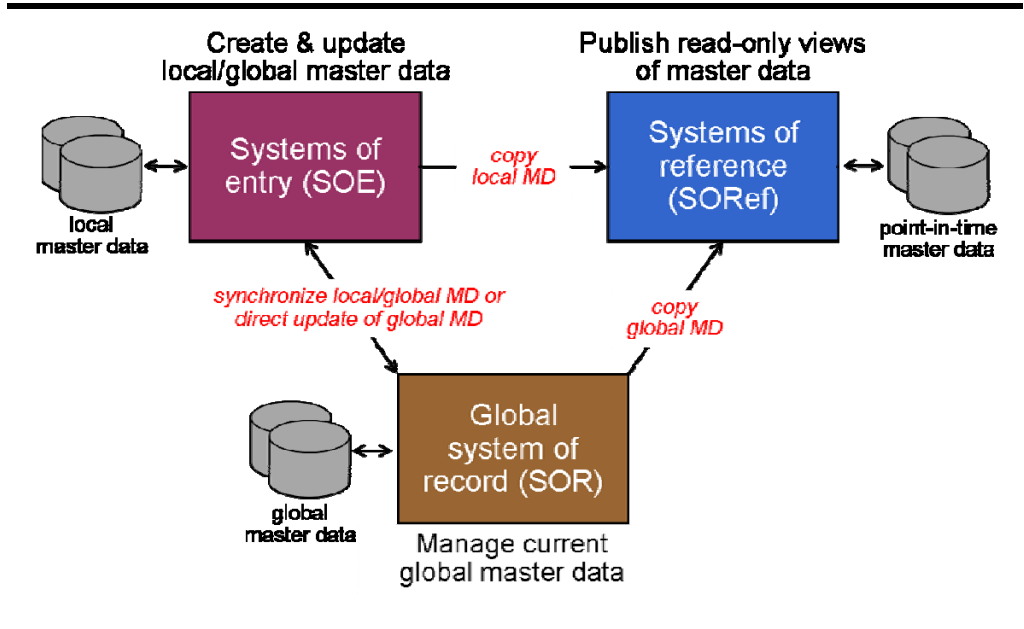 Create & update
local/global master data
Publish read-only views
of master data
Systems of
entry (SOE)
copy
local MD
Systems of
reference
(SORef)
local
master data
point-in-time
master data
synchronize local/global MD or
direct update of global MD
copy
global MD
Global
system of
record (SOR)
global
master data
Manage current
global master data